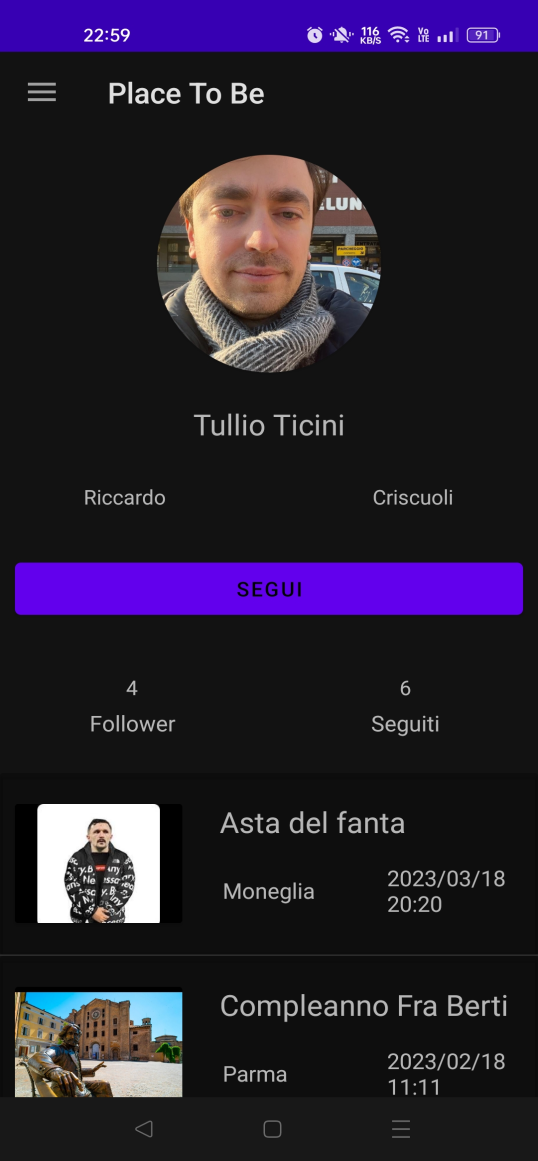 22:59
116
KB/S
Vo
LTE
91
Place To Be
LUN
Tullio Ticini
Riccardo
Criscuoli
SEGUI
4
6
Follower
Seguiti
Asta del fanta
Moneglia
2023/03/18
20:20
Compleanno Fra Berti
Parma
2023/02/18
11:11